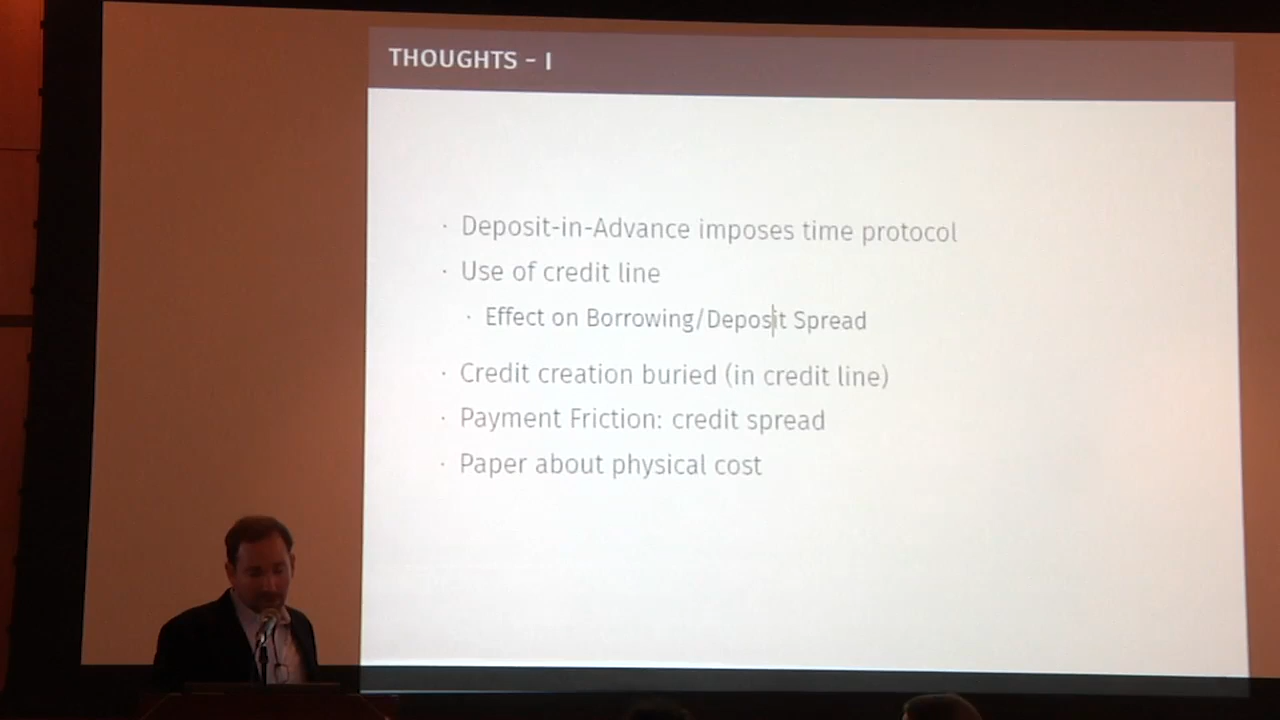 THOUGHTS - I
· Deposit-in-Advance imposes time protocol
· Use of credit line
· Effect on Borrowing/Deposit Spread
· Credit creation buried (in credit line)
· Payment Friction: credit spread
· Paper about physical cost